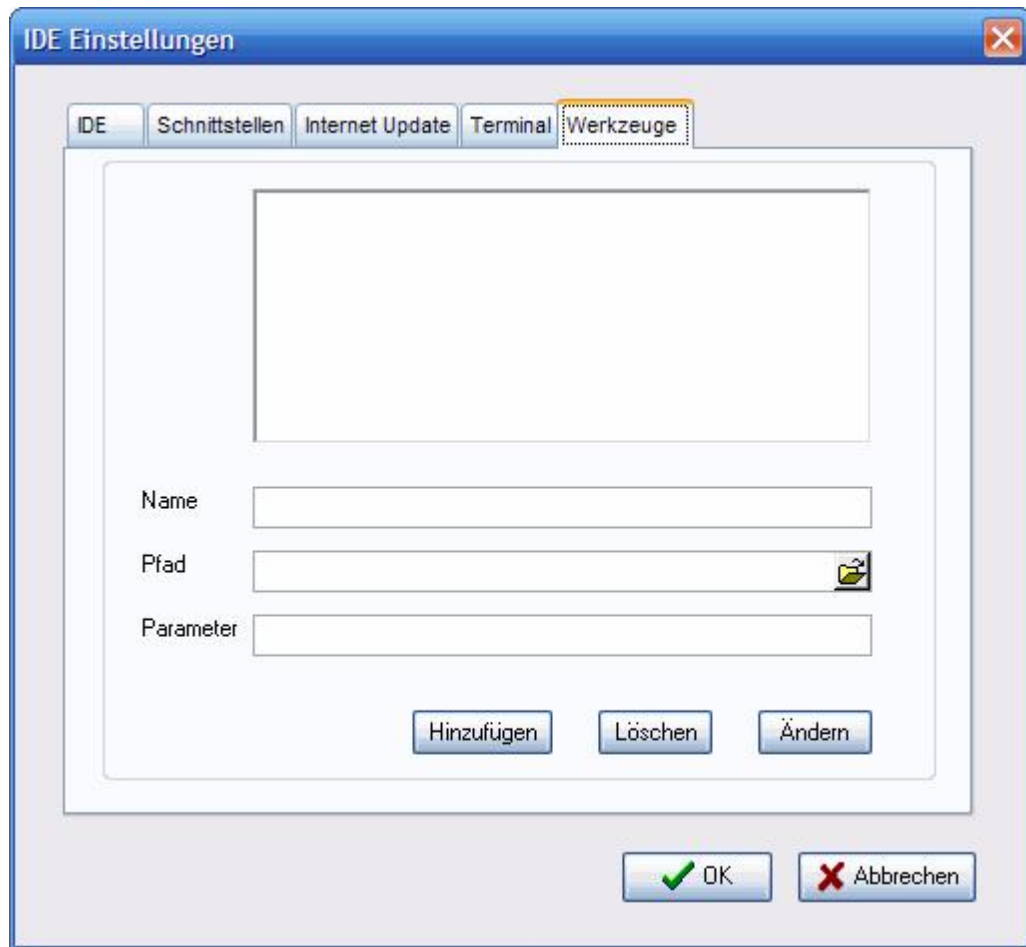 IDE Einstellungen
IDE Schnittstellen Internet Update Terminal Werkzeuge
Name
Pfad
Parameter
Hinzufügen Löschen Ändern
OK Abbrechen